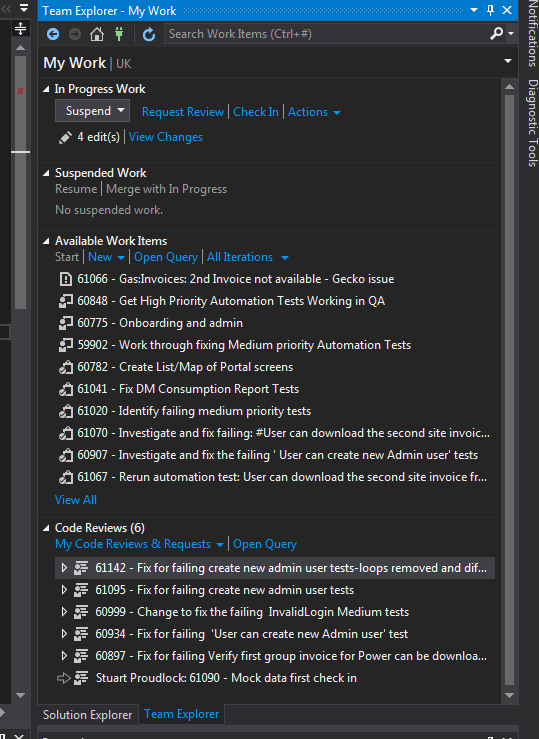 Team Explorer - My Work
Search Work Items (Ctrl+#)
My Work | UK
In Progress Work
Suspend
Request Review | Check In | Actions
4 edit(s) | View Changes
Suspended Work
Resume | Merge with In Progress
No suspended work.
Available Work Items
Start | New | Open Query | All Iterations
61066 - Gas:Invoices: 2nd Invoice not available - Gecko issue
60848 - Get High Priority Automation Tests Working in QA
60775 - Onboarding and admin
59902 - Work through fixing Medium priority Automation Tests
60782 - Create List/Map of Portal screens
61041 - Fix DM Consumption Report Tests
61020 - Identify failing medium priority tests
61070 - Investigate and fix failing: #User can download the second site invoic...
60907 - Investigate and fix the failing ' User can create new Admin user' tests
61067 - Rerun automation test: User can download the second site invoice fr...
View All
Code Reviews (6)
My Code Reviews & Requests | Open Query
61142 - Fix for failing create new admin user tests-loops removed and dif...
61095 - Fix for failing create new admin user tests
60999 - Change to fix the failing  InvalidLogin Medium tests
60934 - Fix for failing  'User can create new Admin user' test
60897 - Fix for failing Verify first group invoice for Power can be downloa...
Stuart Proudlock: 61090 - Mock data first check in
Solution Explorer
Team Explorer
Notifications
Diagnostic Tools